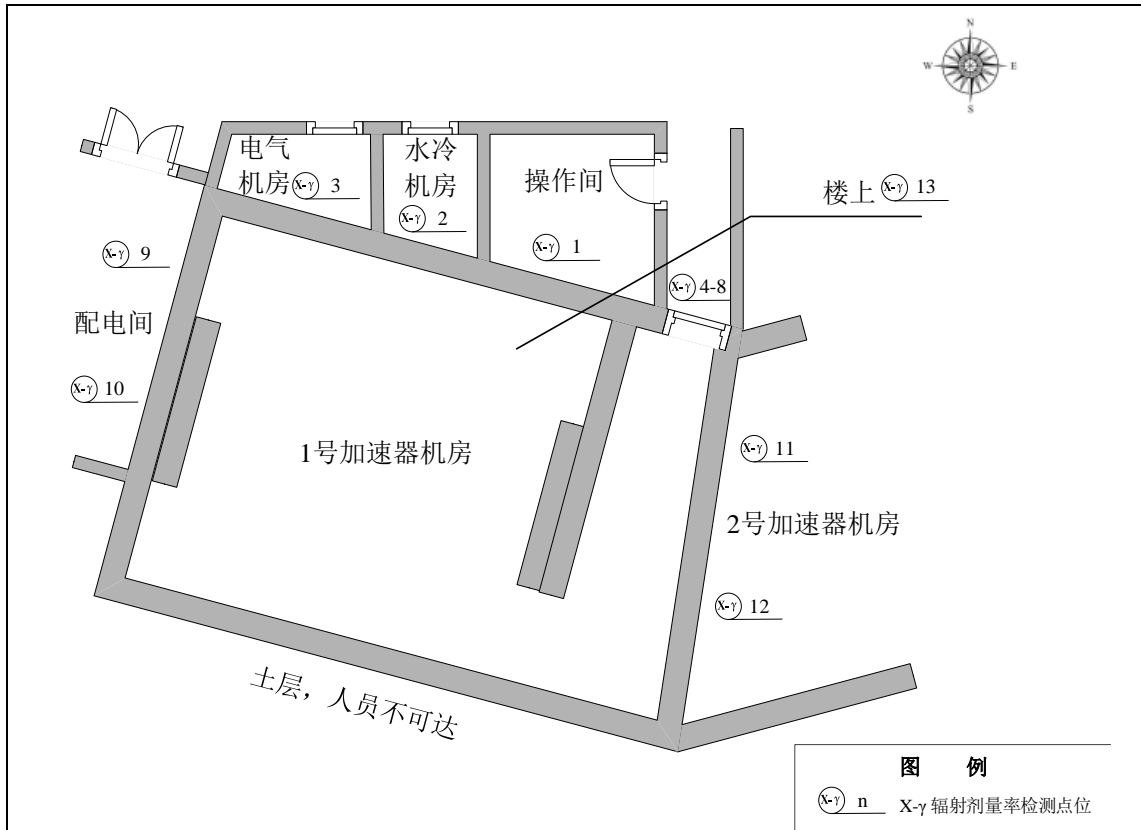 N
W E
S
电气
机房 X-γ 3
水冷
机房
X-γ 2
操作间
X-γ 1
楼上 X-γ 13
X-γ 4-8
X-γ 9
配电间
X-γ 10
1号加速器机房
X-γ 11
2号加速器机房
X-γ 12
土层，人员不可达
图 例
X-γ n X-γ 辐射剂量率检测点位